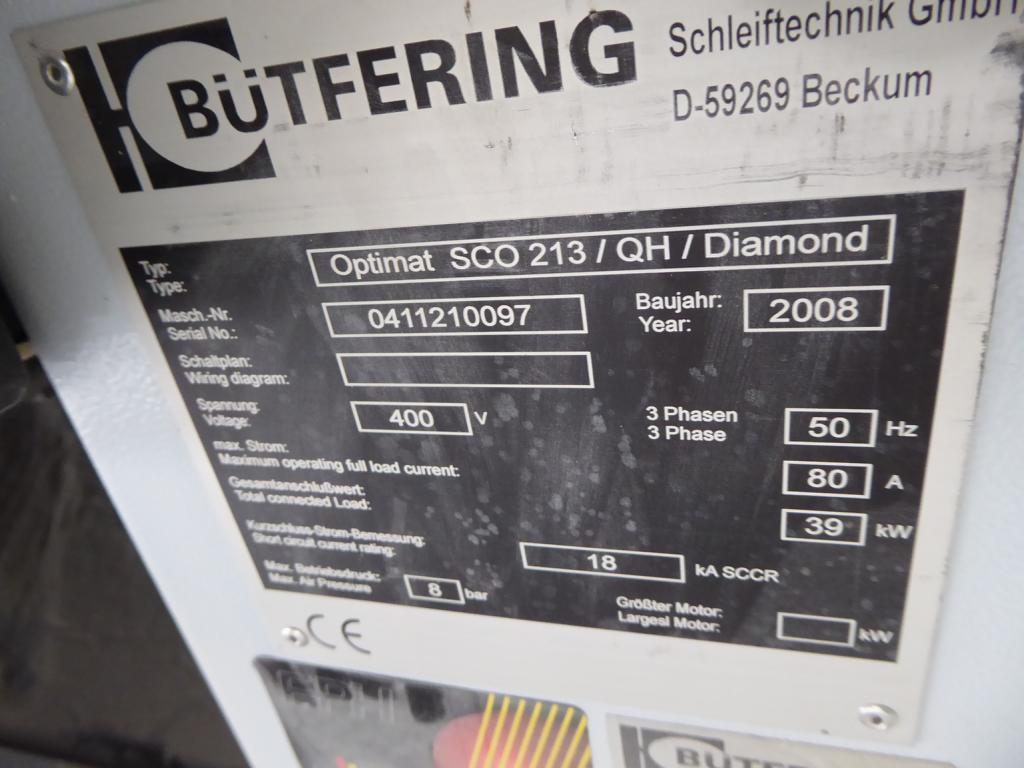 BÜTFERING
Schleiftechnik GmbH
D-59269 Beckum
Typ: Optimat SCO 213 / QH / Diamond
Type:
Masch.-Nr. 0411210097 Baujahr: 2008
Serial No.: Year:
Schaltplan:
Wiring diagram:
Spannung: 400 V 3 Phasen 50 Hz
Voltage: 3 Phase
max. Strom: 80 A
Maximum operating full load current:
Gesamtanschlußwert: 39 kW
Total connected Load:
Kurzschluss-Strom-Bemessung: 18 kA SCCR
Short circuit current rating:
Max. Betriebsdruck: 8 bar Größter Motor: kW
Max. Air Pressure Largest Motor:
CE
BÜTFERING